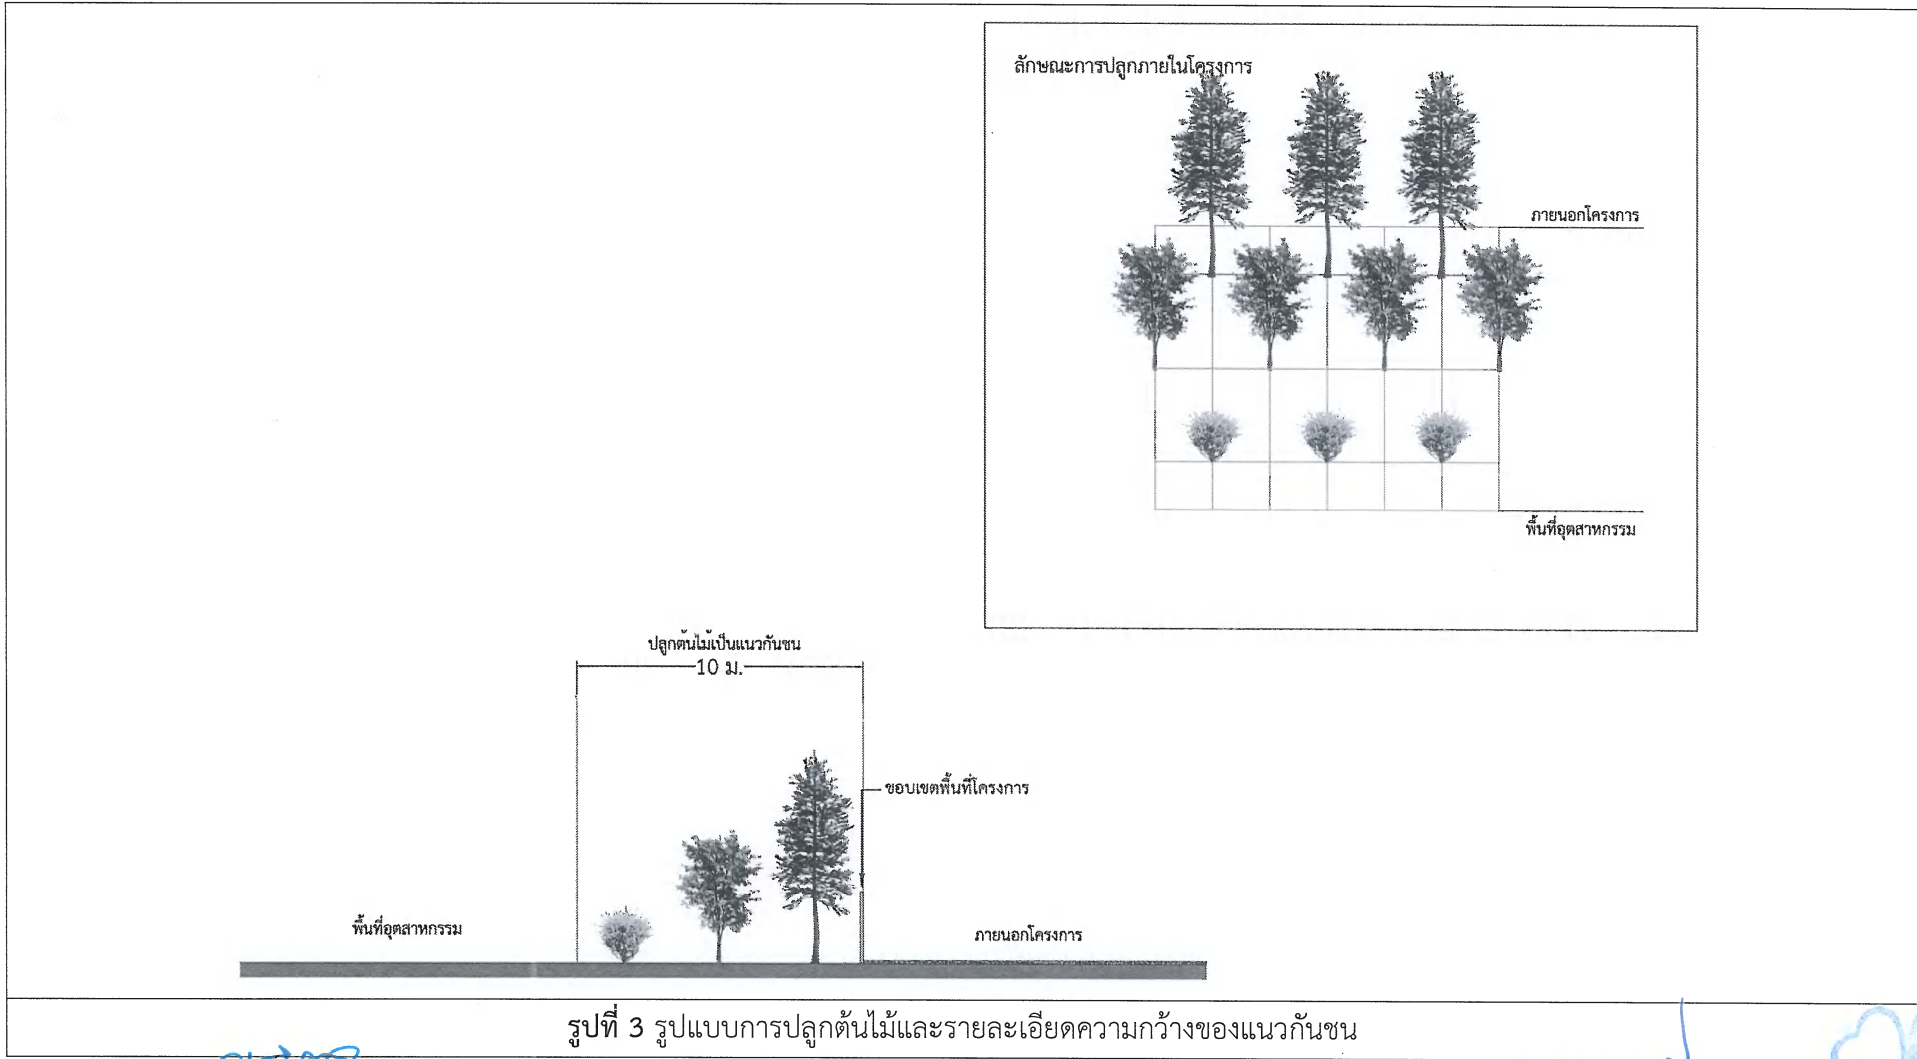 ลักษณะการปลูกภายในโครงการ
ภายนอกโครงการ
พื้นที่อุตสาหกรรม
ปลูกต้นไม้เป็นแนวกันชน
10 ม.
ขอบเขตพื้นที่โครงการ
พื้นที่อุตสาหกรรม
ภายนอกโครงการ
รูปที่ 3 รูปแบบการปลูกต้นไม้และรายละเอียดความกว้างของแนวกันชน